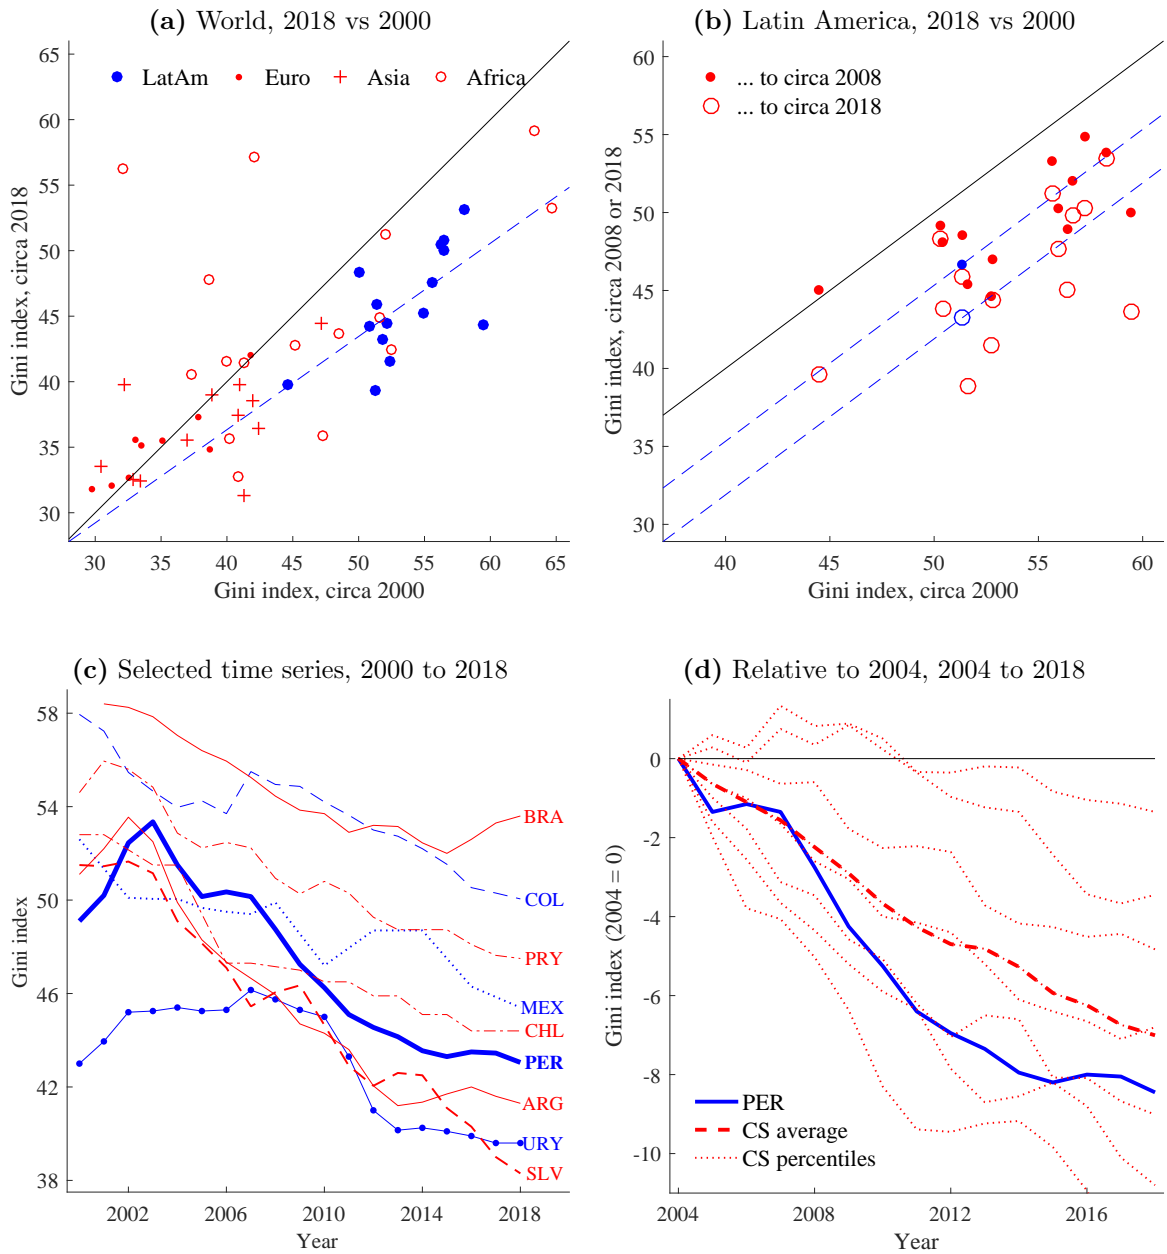 (a) World, 2018 vs 2000
65
60
55
50
45
40
35
30
30 35 40 45 50 55 60 65
Gini index, circa 2018
Gini index, circa 2000
LatAm Euro Asia Africa
(b) Latin America, 2018 vs 2000
60
55
50
45
40
35
30
40 50 60
Gini index, circa 2008 or 2018
Gini index, circa 2000
... to circa 2008
... to circa 2018
(c) Selected time series, 2000 to 2018
58
54
50
46
42
38
2002 2006 2010 2014 2018
Gini index
Year
BRA
COL
PRY
MEX
CHL
PER
ARG
URY
SLV
(d) Relative to 2004, 2004 to 2018
0
-2
-4
-6
-8
-10
2004 2008 2012 2016
Gini index (2004 = 0)
Year
PER
CS average
CS percentiles